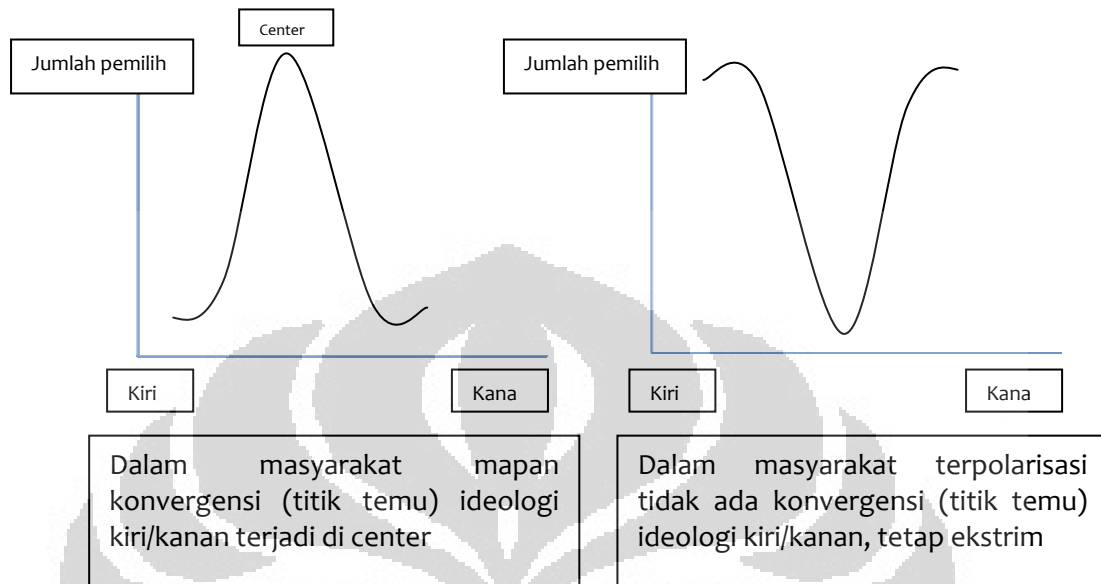 Center
Jumlah pemilih
Jumlah pemilih
Kiri
Kana
Kiri
Kana
Dalam masyarakat mapan
konvergensi (titik temu) ideologi
kiri/kanan terjadi di center
Dalam masyarakat terpolarisasi
tidak ada konvergensi (titik temu)
ideologi kiri/kanan, tetap ekstrim